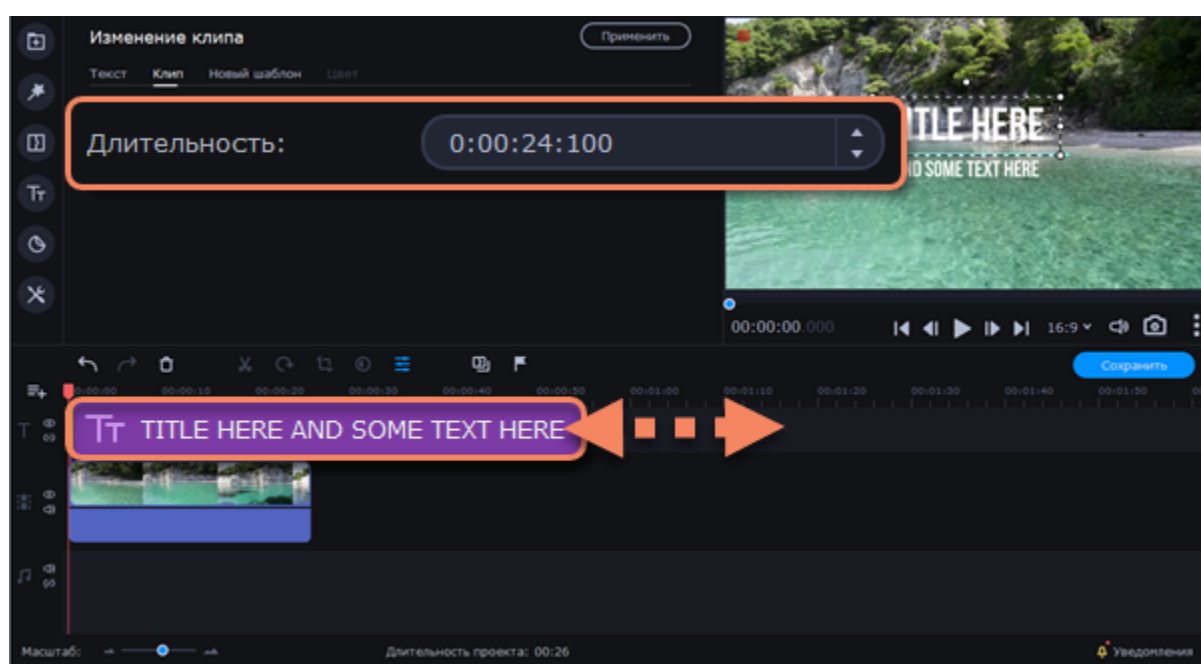 Изменение клипа
Применить
Текст Клип Новый шаблон Цвет
Длительность: 0:00:24:100
TLE HERE
ND SOME TEXT HERE
00:00:00.000 16:9
Сохранить
0:00:00 00:00:10 00:00:20 00:00:30 00:00:40 00:00:50 00:01:00 00:01:10 00:01:20 00:01:30 00:01:40 00:01:50
TITLE HERE AND SOME TEXT HERE
Масштаб: Длительность проекта: 00:26 Уведомления